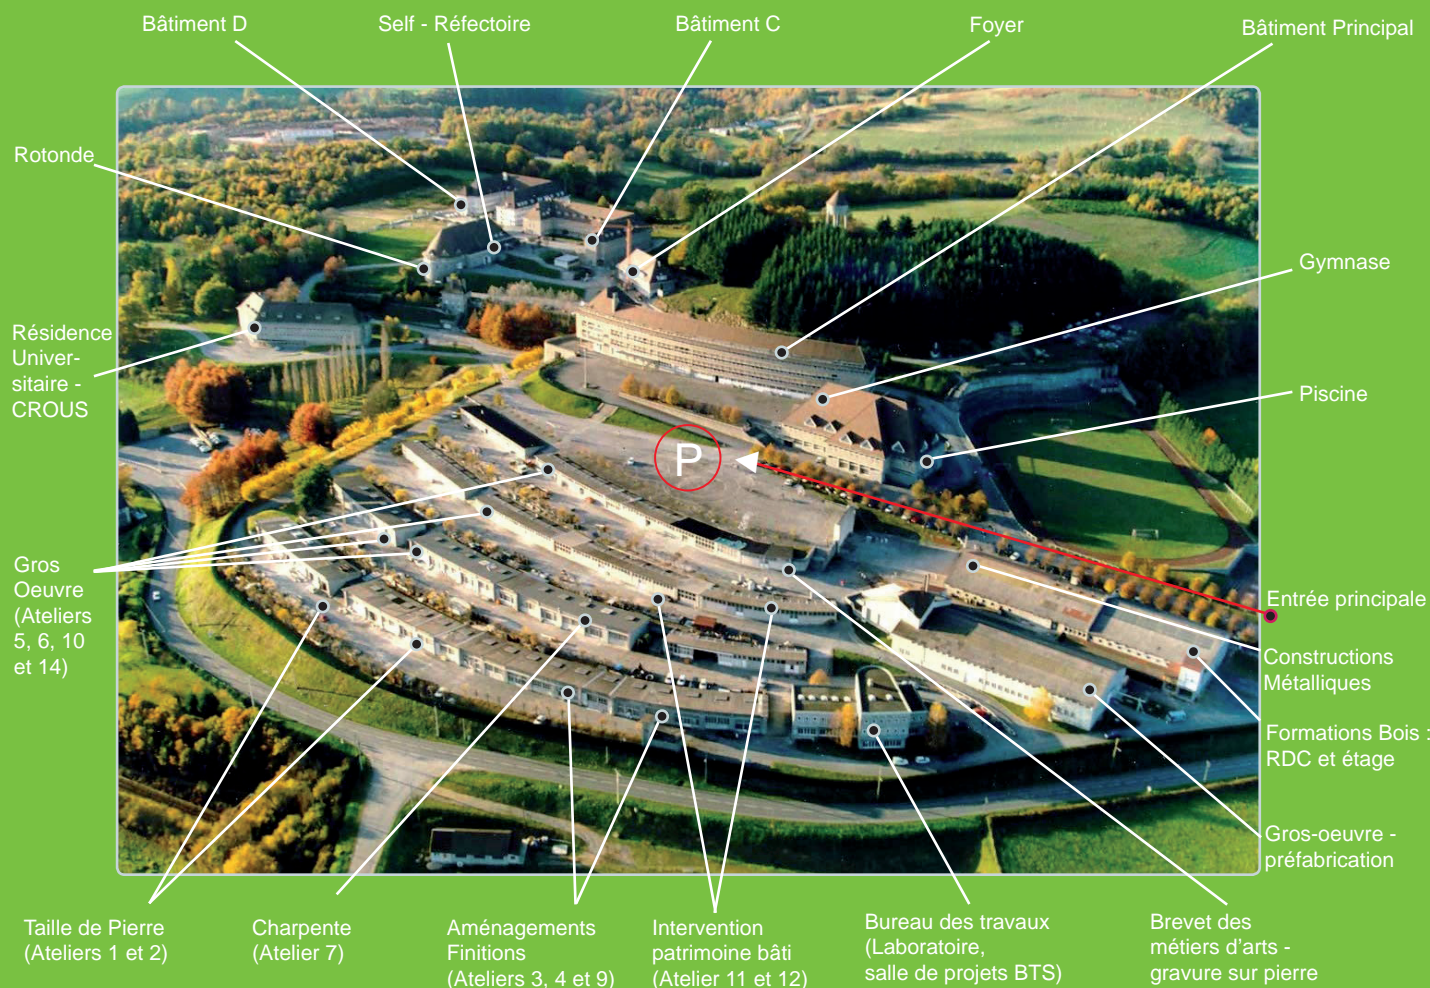 Bâtiment D
Self - Réfectoire
Bâtiment C
Foyer
Bâtiment Principal
Rotonde
Gymnase
Résidence
Univer-
sitaire -
CROUS
Piscine
P
Gros
Oeuvre
(Ateliers
5, 6, 10
et 14)
Entrée principale
Constructions
Métalliques
Formations Bois :
RDC et étage
Gros-oeuvre -
préfabrication
Taille de Pierre
(Ateliers 1 et 2)
Charpente
(Atelier 7)
Aménagements
Finitions
(Ateliers 3, 4 et 9)
Intervention
patrimoine bâti
(Atelier 11 et 12)
Bureau des travaux
(Laboratoire,
salle de projets BTS)
Brevet des
métiers d'arts -
gravure sur pierre